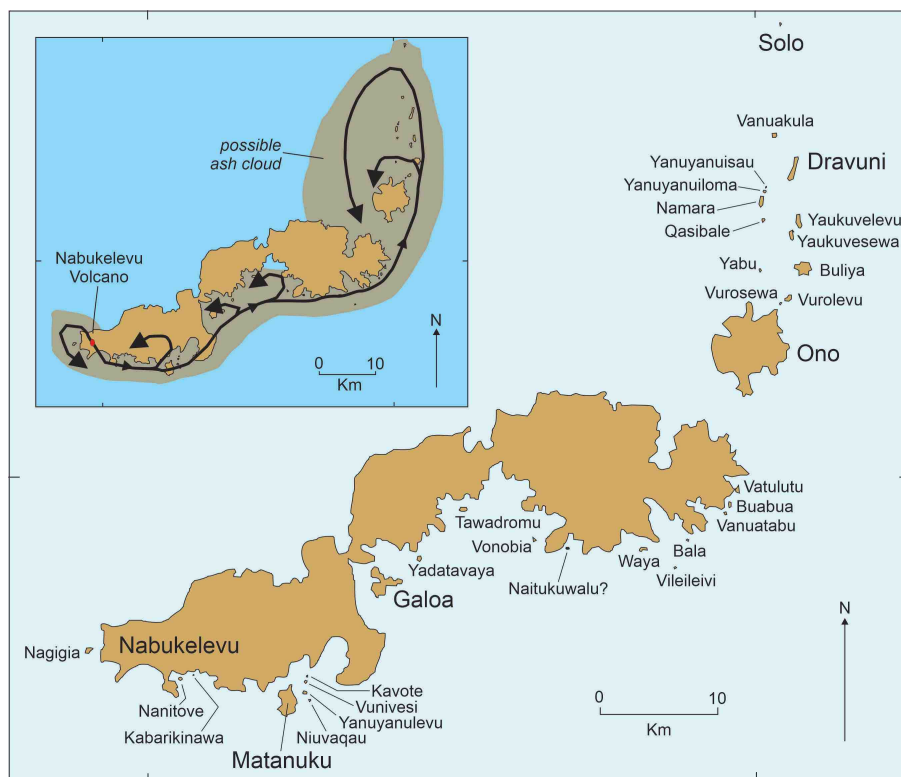 Solo
Vanuakula
Dravuni
Yanuyanuisau
Yanuyanuiloma
Namara
Qasibale
Yaukuvelevu
Yaukuvesewa
Yabu
Buliya
Vurosewa
Vurolevu
Ono
possible
ash cloud
Nabukelevu
Volcano
N
0 10
Km
Vatulutu
Buabua
Vanuatabu
Tawadromu
Vonobia
Bala
Waya
Vileileivi
Naitukuwalu?
Yadatavaya
Galoa
Nagigia
Nabukelevu
Kavote
Vunivesi
Yanuyanulevu
Niuvaqau
Nanitove
Kabarikinawa
Matanuku
N
0 10
Km